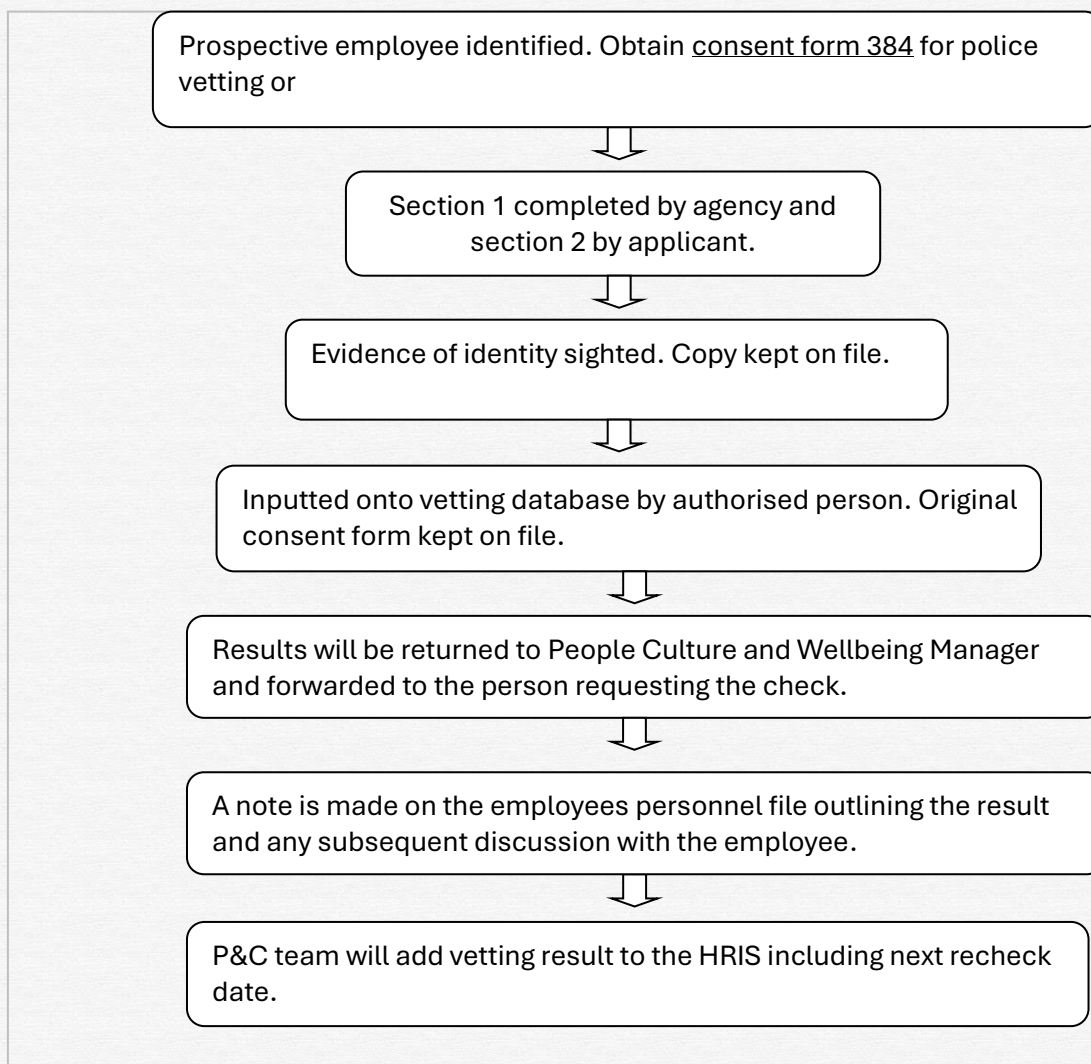 Prospective employee identified. Obtain consent form 384 for police
vetting or
Section 1 completed by agency and
section 2 by applicant.
Evidence of identity sighted. Copy kept on file.
Inputted onto vetting database by authorised person. Original
consent form kept on file.
Results will be returned to People Culture and Wellbeing Manager
and forwarded to the person requesting the check.
A note is made on the employees personnel file outlining the result
and any subsequent discussion with the employee.
P&C team will add vetting result to the HRIS including next recheck
date.